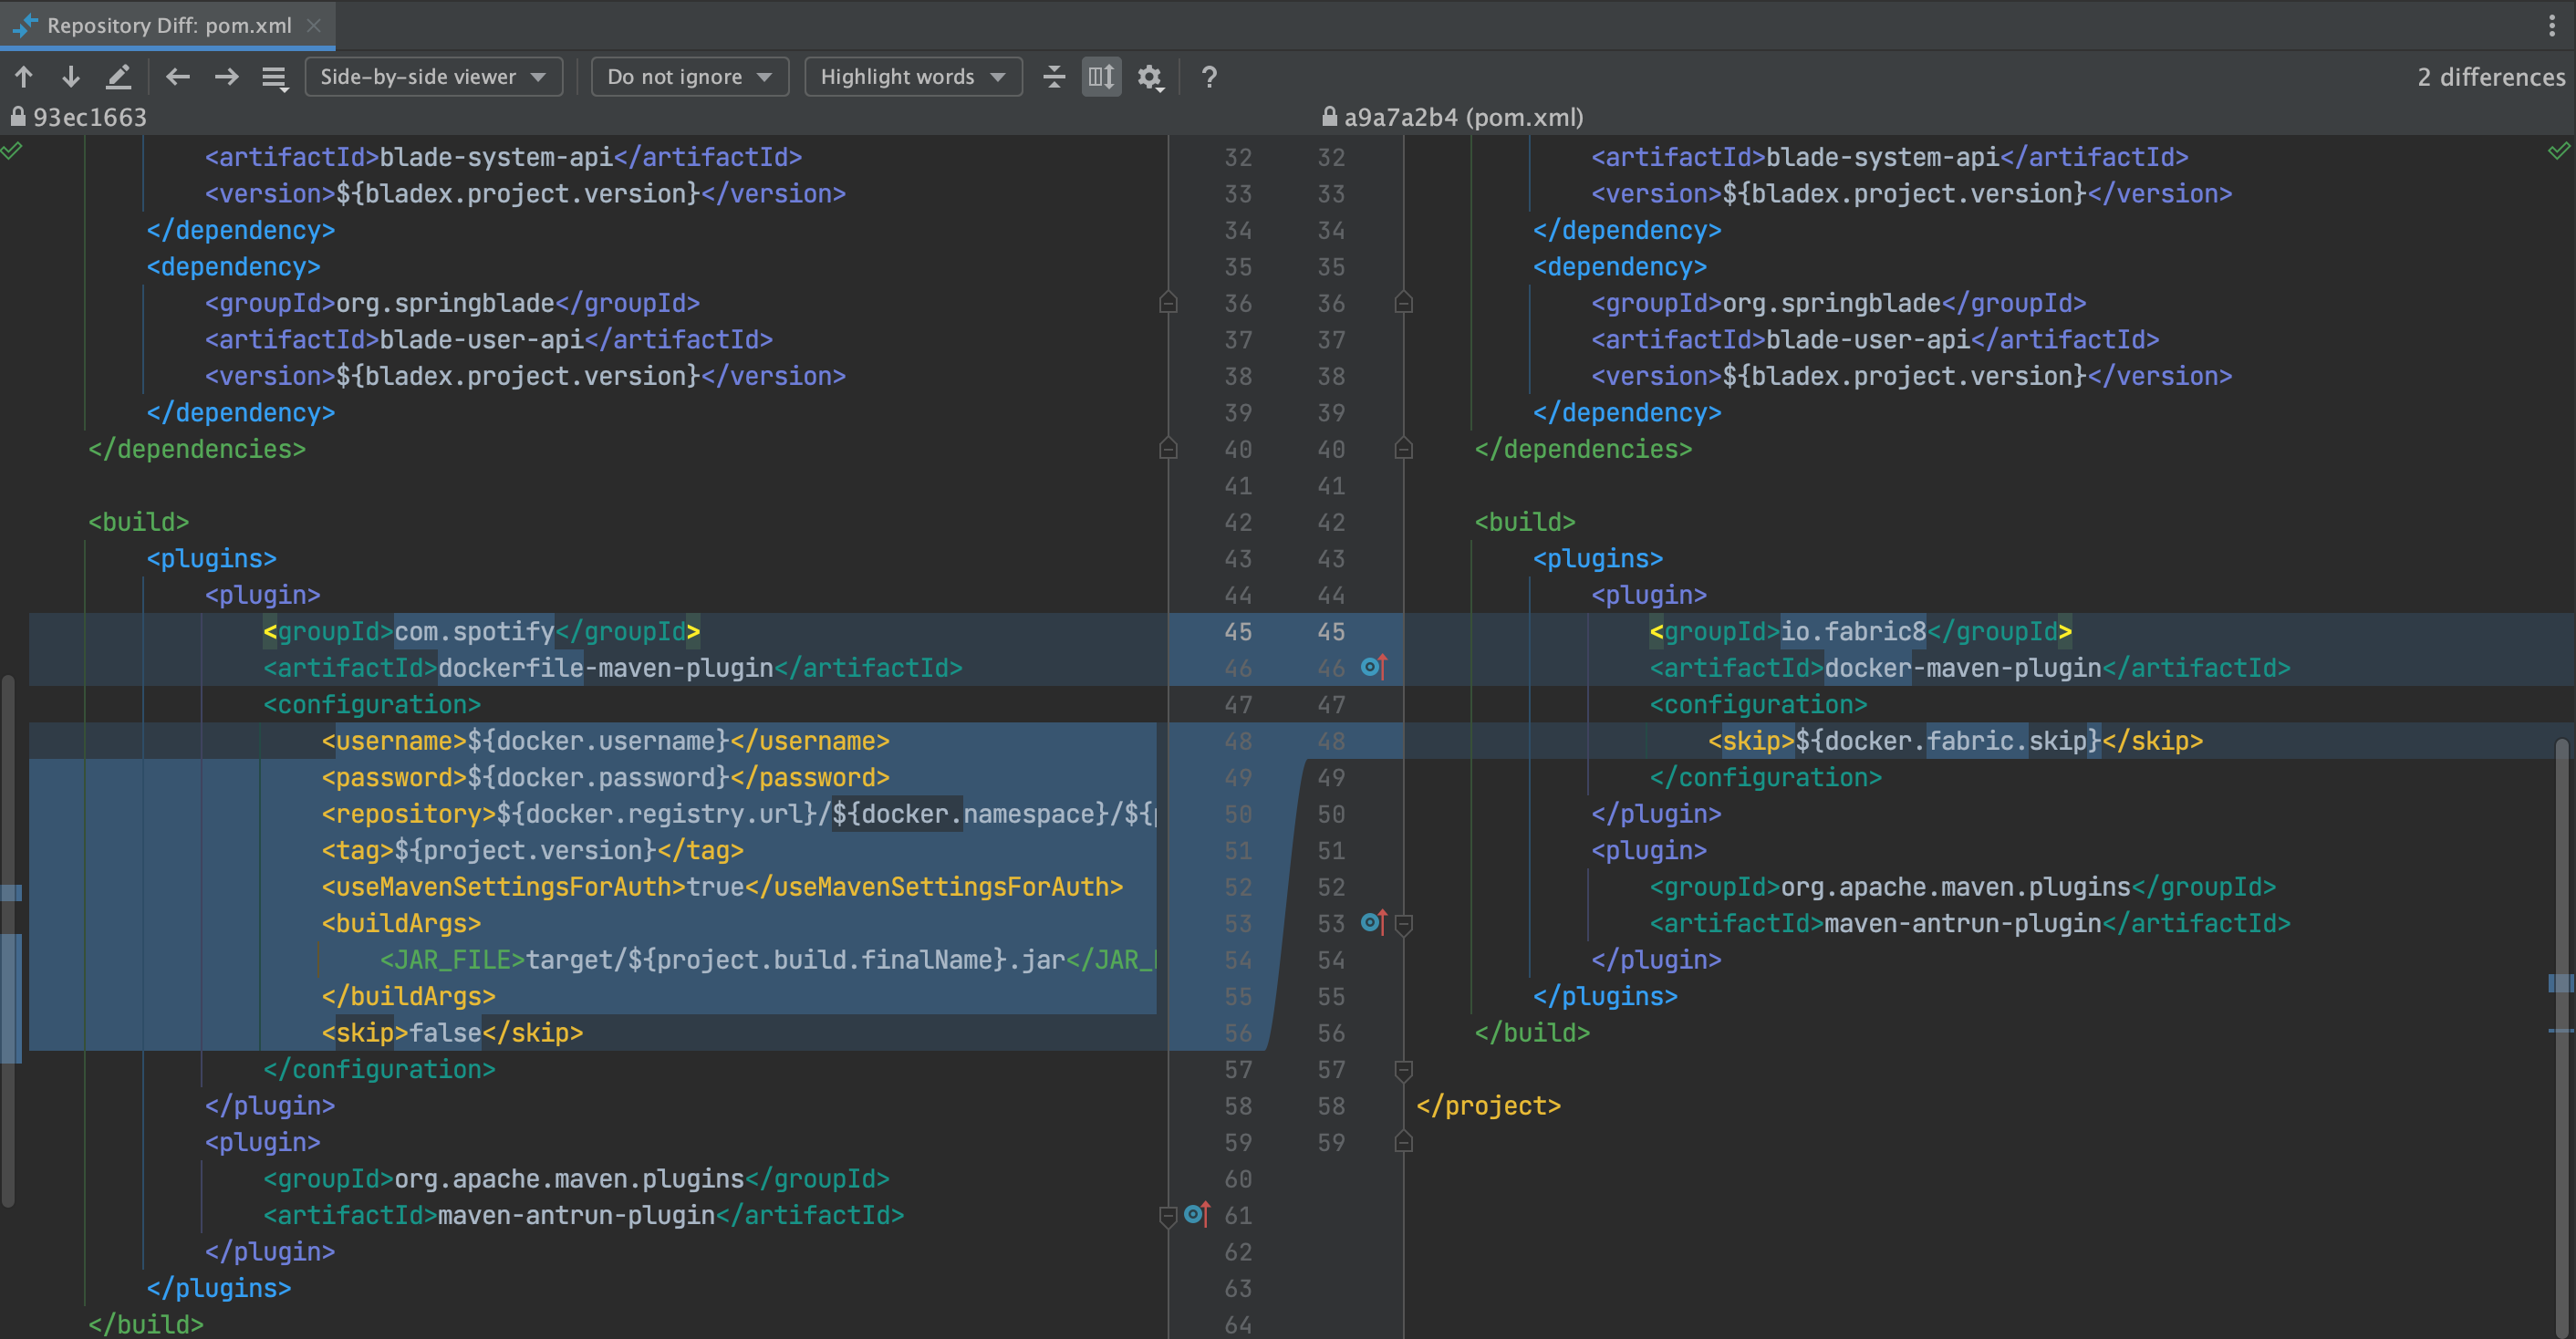 Repository Diff: pom.xml
Side-by-side viewer
Do not ignore
Highlight words
?
2 differences
93ec1663
a9a7a2b4 (pom.xml)
<artifactId>blade-system-api</artifactId>
<version>${bladex.project.version}</version>
</dependency>
<dependency>
<groupId>org.springblade</groupId>
<artifactId>blade-user-api</artifactId>
<version>${bladex.project.version}</version>
</dependency>
</dependencies>
<build>
<plugins>
<plugin>
<groupId>com.spotify</groupId>
<artifactId>dockerfile-maven-plugin</artifactId>
<configuration>
<username>${docker.username}</username>
<password>${docker.password}</password>
<repository>${docker.registry.url}/${docker.namespace}/${
<tag>${project.version}</tag>
<useMavenSettingsForAuth>true</useMavenSettingsForAuth>
<buildArgs>
<JAR_FILE>target/${project.build.finalName}.jar</JAR_
</buildArgs>
<skip>false</skip>
</configuration>
</plugin>
<plugin>
<groupId>org.apache.maven.plugins</groupId>
<artifactId>maven-antrun-plugin</artifactId>
</plugin>
</plugins>
</build>
32 32
33 33
34 34
35 35
36 36
37 37
38 38
39 39
40 40
41 41
42 42
43 43
44 44
45 45
46 46
47 47
48 48
49 49
50 50
51 51
52 52
53 53
54 54
55 55
56 56
57 57
58 58
59 59
60
61
62
63
64
<artifactId>blade-system-api</artifactId>
<version>${bladex.project.version}</version>
</dependency>
<dependency>
<groupId>org.springblade</groupId>
<artifactId>blade-user-api</artifactId>
<version>${bladex.project.version}</version>
</dependency>
</dependencies>
<build>
<plugins>
<plugin>
<groupId>io.fabric8</groupId>
<artifactId>docker-maven-plugin</artifactId>
<configuration>
<skip>${docker.fabric.skip}</skip>
</configuration>
</plugin>
<plugin>
<groupId>org.apache.maven.plugins</groupId>
<artifactId>maven-antrun-plugin</artifactId>
</plugin>
</plugins>
</build>
</project>